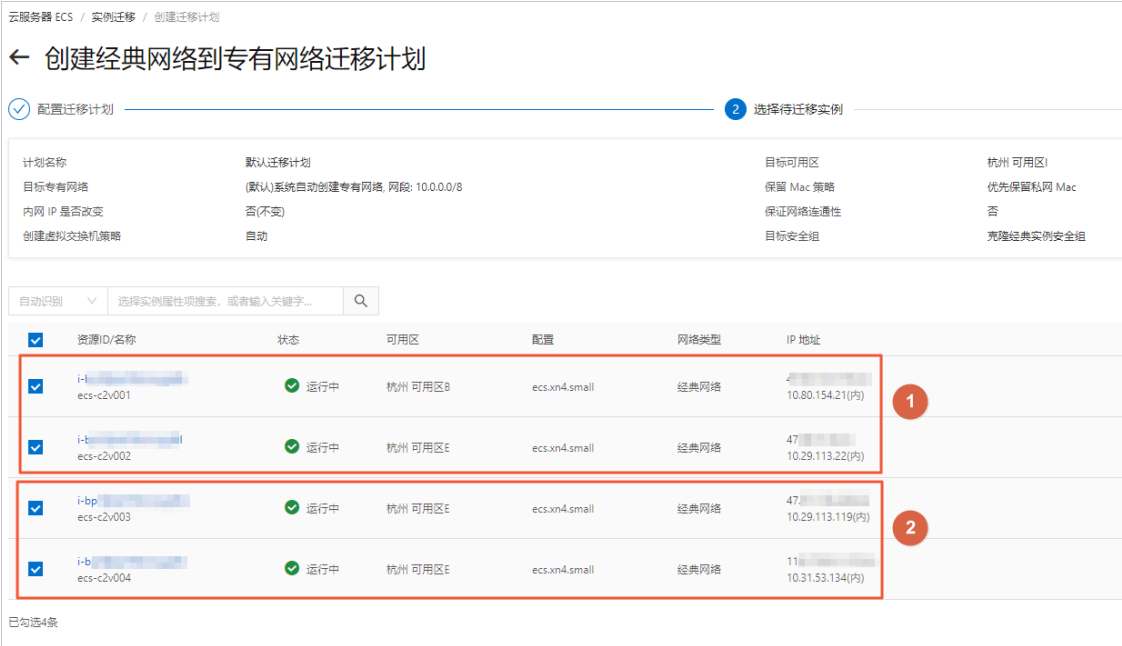 云服务器 ECS / 实例迁移 / 创建迁移计划
← 创建经典网络到专有网络迁移计划
配置迁移计划 2 选择待迁移实例
计划名称 默认迁移计划 目标可用区 杭州 可用区I
目标专有网络 (默认)系统自动创建专有网络, 网段: 10.0.0.0/8 保留 Mac 策略 优先保留私网 Mac
内网 IP 是否改变 否(不变) 保证网络连通性 否
创建虚拟交换机策略 自动 目标安全组 克隆经典实例安全组
自动识别 选择实例属性项搜索，或者输入关键字...
资源ID/名称 状态 可用区 配置 网络类型 IP 地址
i-b
ecs-c2v001 运行中 杭州 可用区B ecs.xn4.small 经典网络 10.80.154.21(内)
1
i-b 47
ecs-c2v002 运行中 杭州 可用区E ecs.xn4.small 经典网络 10.29.113.22(内)
i-bp 47.
ecs-c2v003 运行中 杭州 可用区E ecs.xn4.small 经典网络 10.29.113.119(内)
2
i-b 11
ecs-c2v004 运行中 杭州 可用区E ecs.xn4.small 经典网络 10.31.53.134(内)
已勾选4条